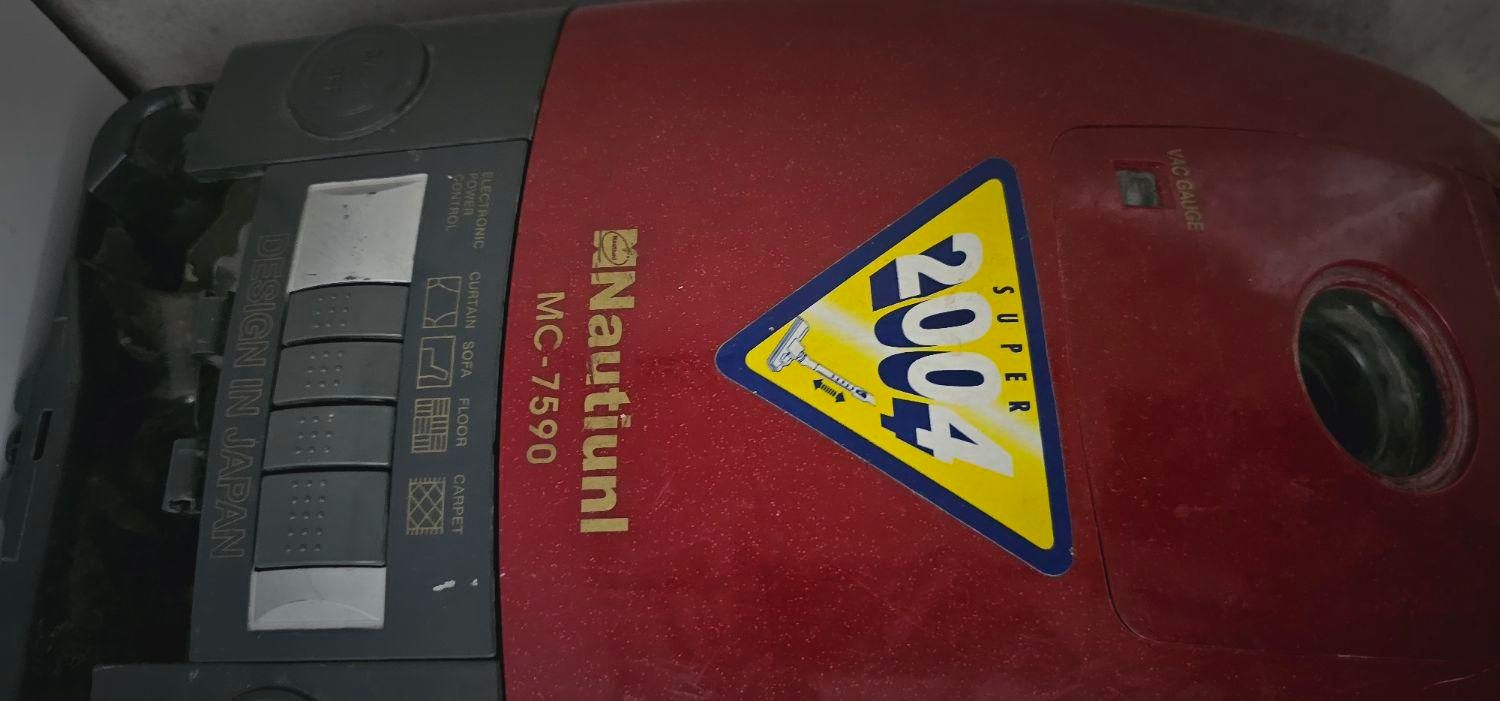 Nautiunl
MC-7590
SUPER
2004
VAC GAUGE
ELECTRONIC
POWER
CONTROL
CURTAIN
SOFA
FLOOR
CARPET
DESIGN IN JAPAN